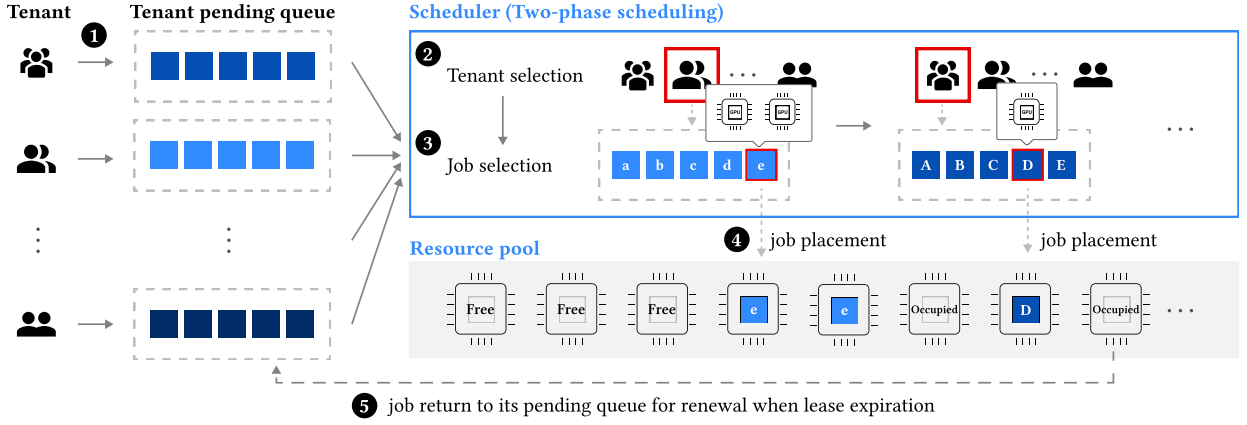 Tenant
Tenant pending queue
Scheduler (Two-phase scheduling)
1
2
Tenant selection
...
...
GPU GPU
GPU
3
Job selection
a b c d e
A B C D E
...
4 job placement
job placement
Resource pool
Free Free Free e e Occupied D Occupied ...
5 job return to its pending queue for renewal when lease expiration